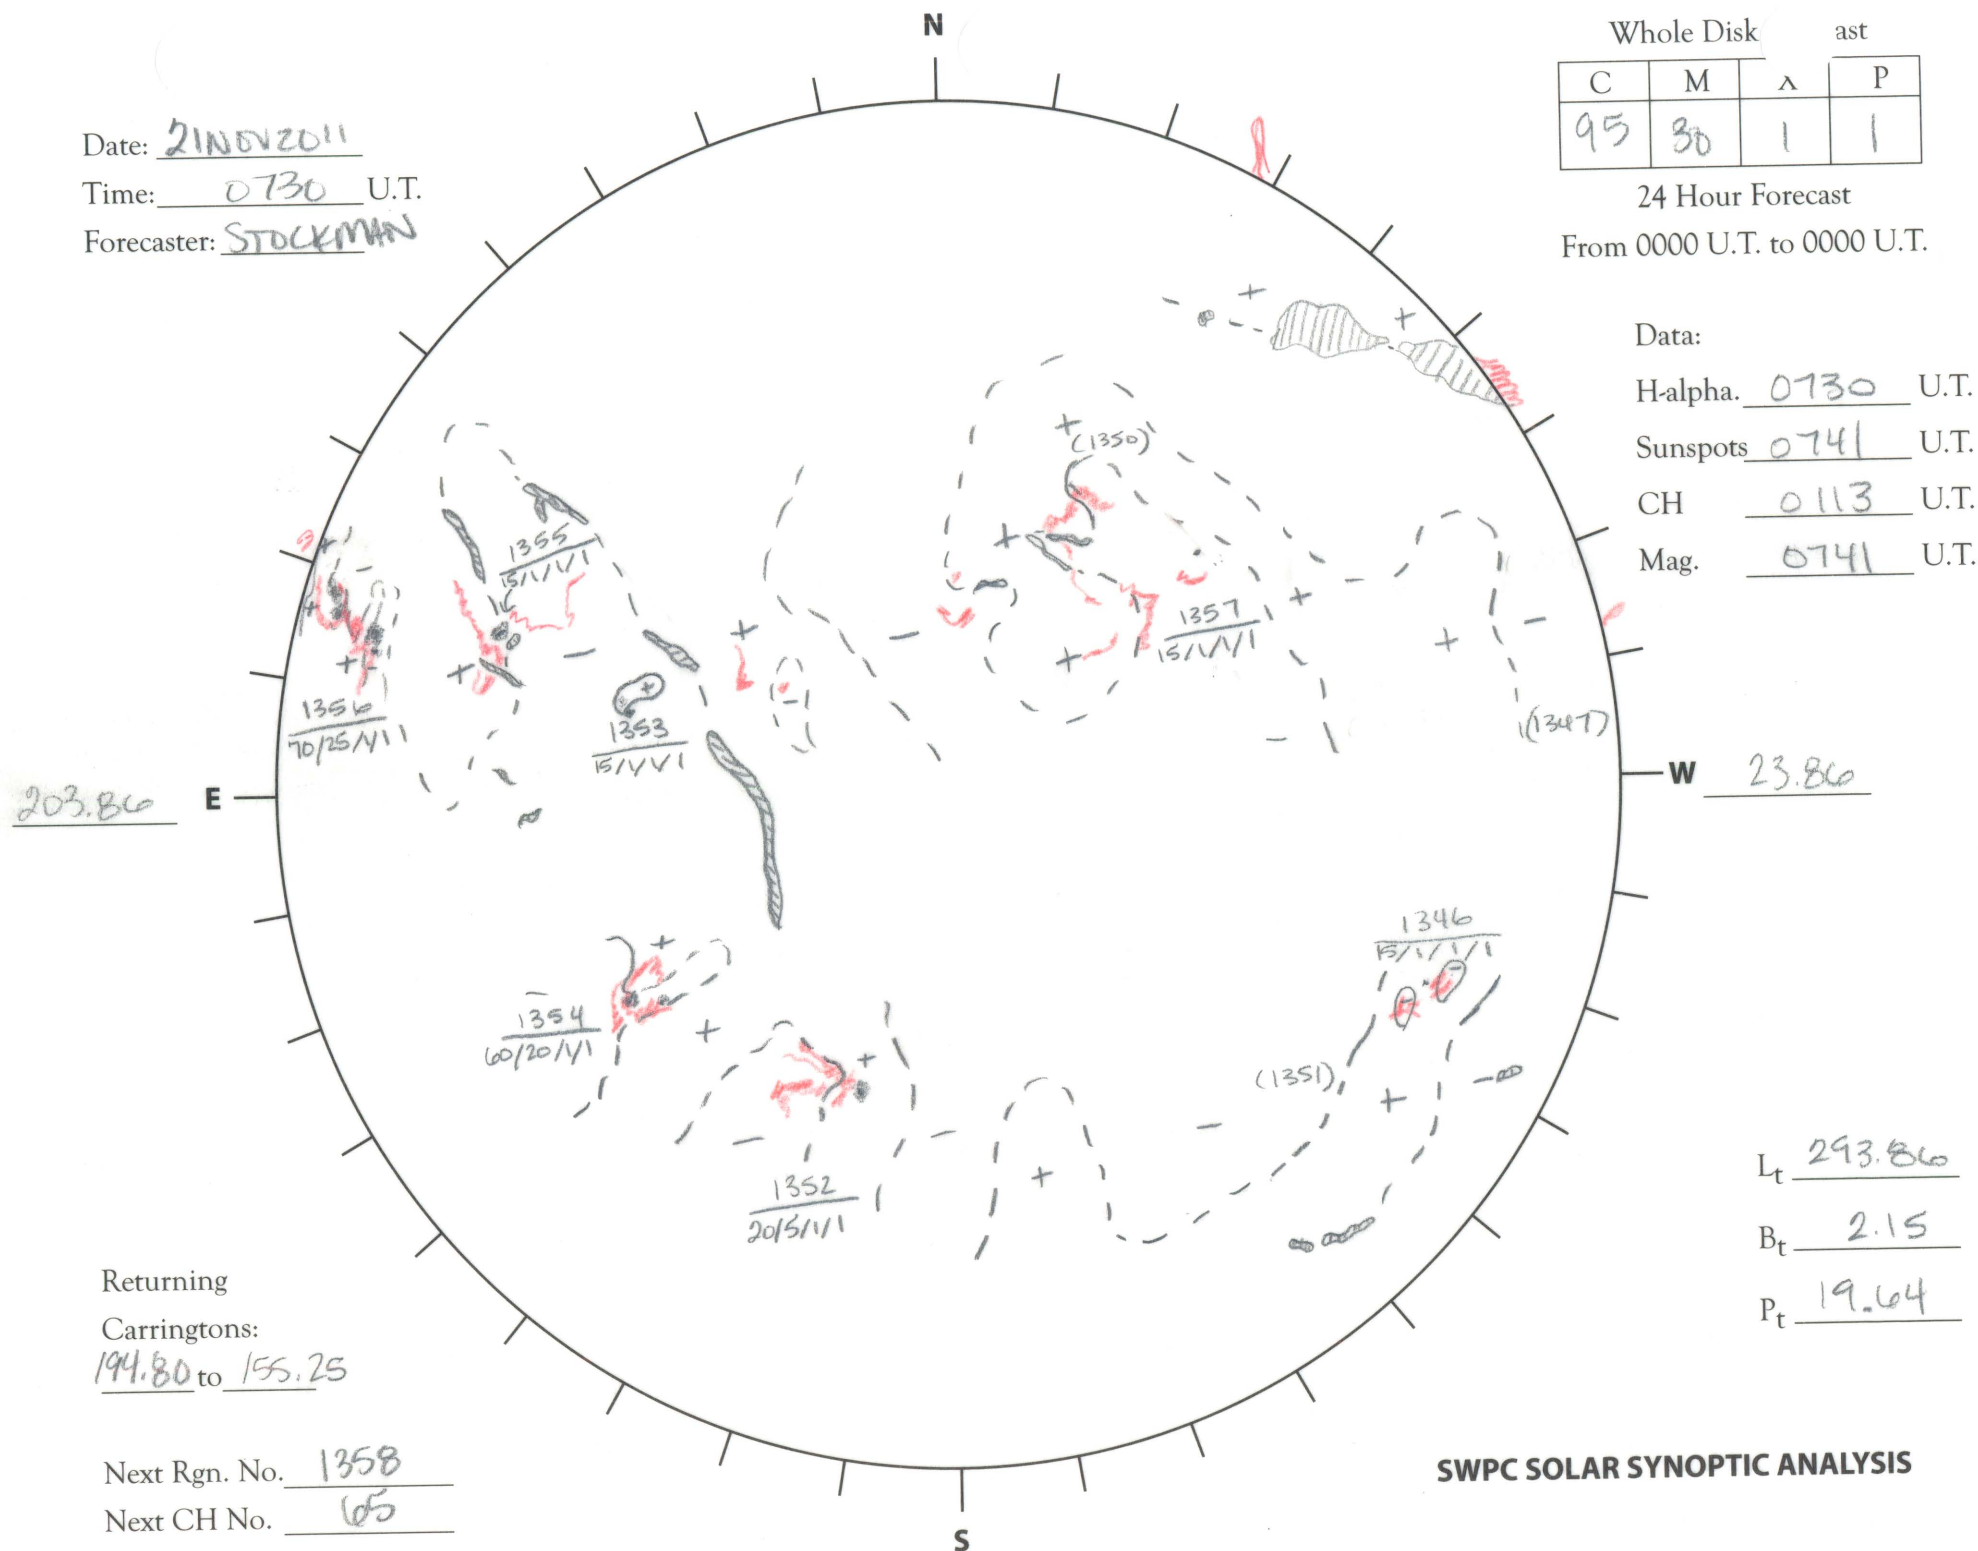 N
Whole Disk ast
C M X P
95 30 1 1
24 Hour Forecast
From 0000 U.T. to 0000 U.T.
Date: 21NOV2011
Time: 0730 U.T.
Forecaster: STOCKMAN
Data:
H-alpha. 0730 U.T.
Sunspots 0741 U.T.
CH 0113 U.T.
Mag. 0741 U.T.
(1350)
1355
15/1/1/1
1357
15/1/1/1
1356
70/25/1/1
1353
15/1/1/1
(1347)
203.86 E
W 23.86
1346
15/1/1/1
1354
60/20/1/1
(1351)
1352
20/5/1/1
Lt 293.86
Bt 2.15
Pt 19.64
Returning
Carringtons:
194.80 to 155.25
Next Rgn. No. 1358
Next CH No. 65
SWPC SOLAR SYNOPTIC ANALYSIS
S